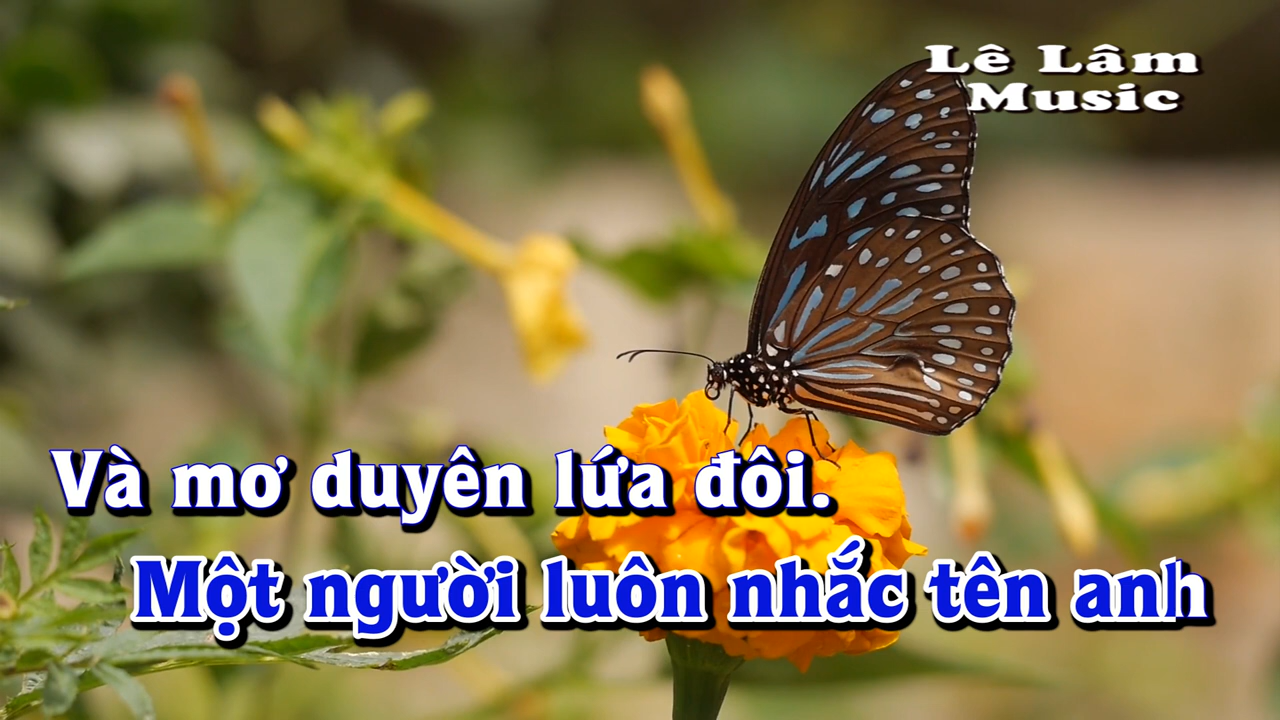 Lê Lâm
Music
Và mơ duyên lứa đôi.
Một người luôn nhắc tên anh